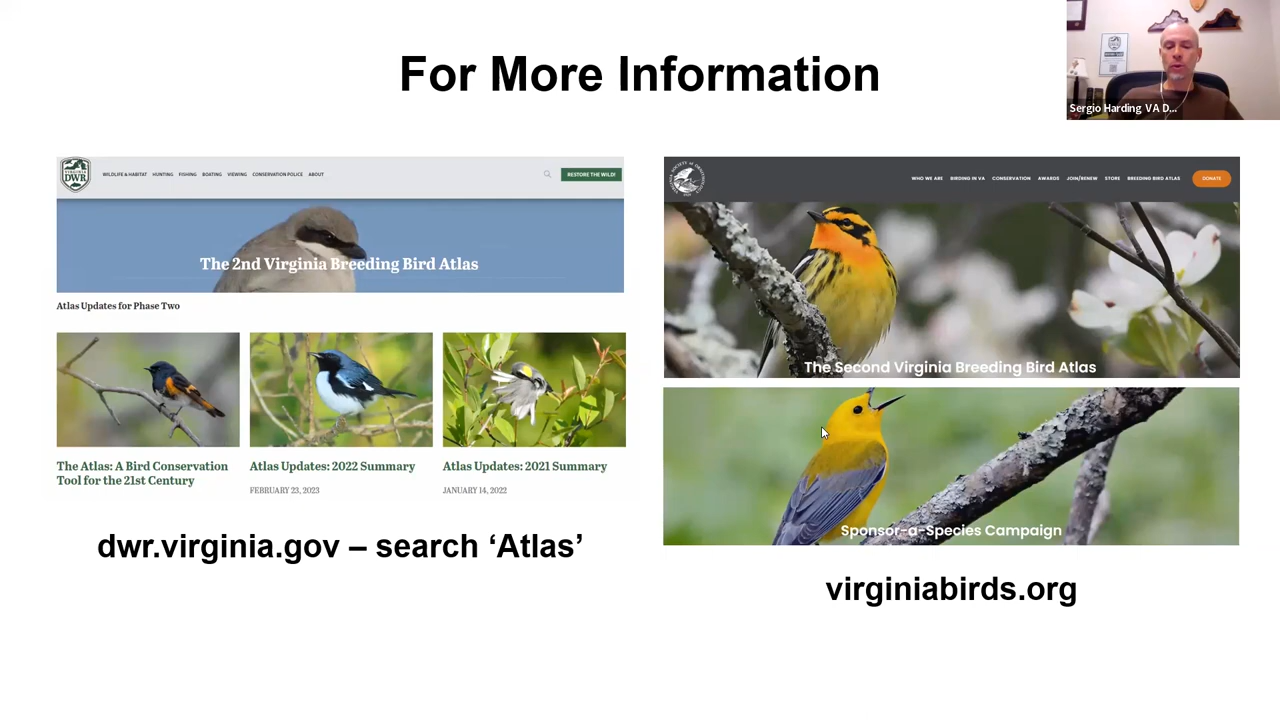 For More Information
Sergio Harding VA D...
VIRGINIA
DWR
WILDLIFE & HABITAT HUNTING FISHING BOATING VIEWING CONSERVATION POLICE ABOUT
RESTORE THE WILD!
The 2nd Virginia Breeding Bird Atlas
Atlas Updates for Phase Two
The Atlas: A Bird Conservation
Tool for the 21st Century
Atlas Updates: 2022 Summary
FEBRUARY 23, 2023
Atlas Updates: 2021 Summary
JANUARY 14, 2022
dwr.virginia.gov – search ‘Atlas’
WHO WE ARE BIRDING IN VA CONSERVATION AWARDS JOIN/RENEW STORE BREEDING BIRD ATLAS DONATE
The Second Virginia Breeding Bird Atlas
Sponsor-a-Species Campaign
virginiabirds.org